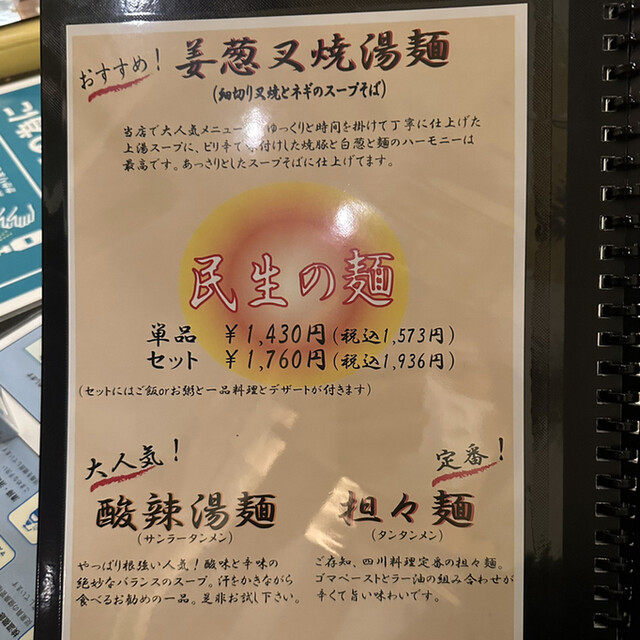 おすすめ!
姜葱叉焼湯麺
(細切り叉焼とネギのスープそば)
当店で大人気メニュー ゆっくりと時間を掛けて丁寧に仕上げた
上湯スープに、ピリ辛で味付けした焼豚と白葱と麺のハーモニーは
最高です。あっさりとしたスープそばに仕上げてます。
民生の麺
単品 ¥1,430円(税込1,573円)
セット ¥1,760円(税込1,936円)
(セットにはご飯orお粥と一品料理とデザートが付きます)
大人気!
酸辣湯麺
(サンラータンメン)
やっぱり根強い人気!酸味と辛味の
絶妙なバランスのスープ。汗をかきながら
食べるお勧めの一品。是非お試し下さい。
定番!
担々麺
(タンタンメン)
ご存知、四川料理定番の担々麺。
ゴマペーストとラー油の組み合わせが
辛くて旨い味わいです。